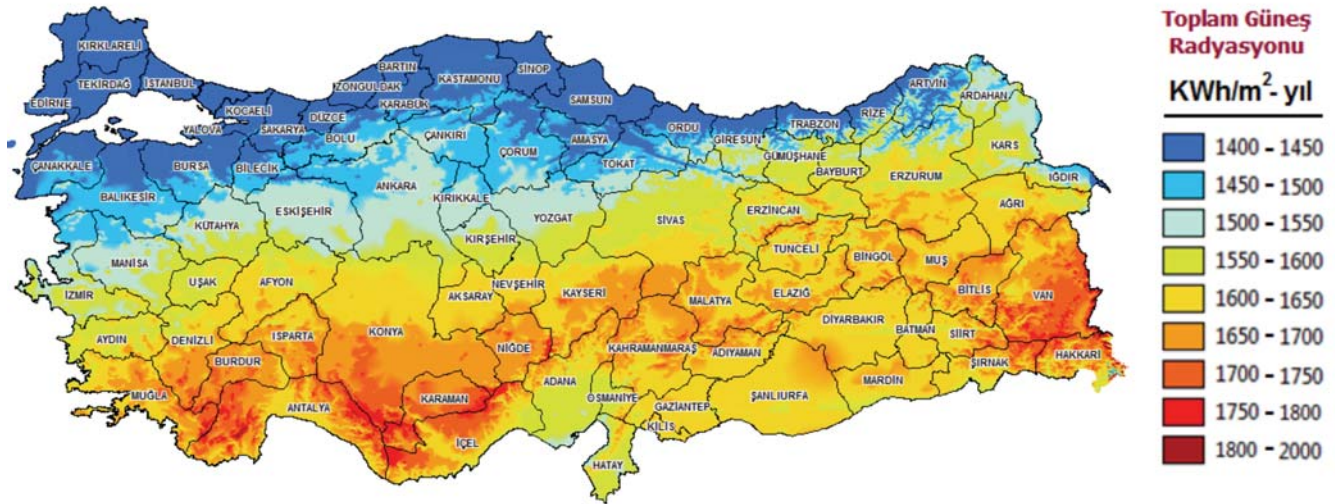 KIRKLARELİ
TEKİRDAĞ
İSTANBUL
EDİRNE
KOCAELİ
YALOVA
SAKARYA
DÜZCE
ZONGULDAK
BARTIN
KARABÜK
KASTAMONU
SİNOP
SAMSUN
BOLU
ÇANKIRI
ÇORUM
AMASYA
TOKAT
ORDU
GİRESUN
TRABZON
RİZE
ARTVİN
ARDAHAN
KARS
GÜMÜŞHANE
BAYBURT
ERZURUM
IĞDIR
AĞRI
ÇANAKKALE
BURSA
BİLECİK
BALIKEŞİR
KÜTAHYA
ESKİŞEHİR
ANKARA
KIRIKKALE
YOZGAT
SİVAS
ERZİNCAN
KIRŞEHİR
TUNCELİ
BİNGÖL
MUŞ
BİTLİS
VAN
MANİSA
İZMİR
UŞAK
AFYON
AKSARAY
NEVŞEHİR
KAYSERİ
MALATYA
ELAZIĞ
DİYARBAKIR
BATMAN
SİİRT
ŞIRNAK
HAKKARİ
AYDIN
DENİZLİ
ISPARTA
BURDUR
KONYA
NİĞDE
KAHRAMANMARAŞ
ADIYAMAN
MARDİN
ŞANLIURFA
MUĞLA
ANTALYA
KARAMAN
İÇEL
ADANA
OSMANİYE
GAZİANTEP
KİLİS
HATAY
Toplam Güneş
Radyasyonu
KWh/m²- yıl
1400 - 1450
1450 - 1500
1500 - 1550
1550 - 1600
1600 - 1650
1650 - 1700
1700 - 1750
1750 - 1800
1800 - 2000